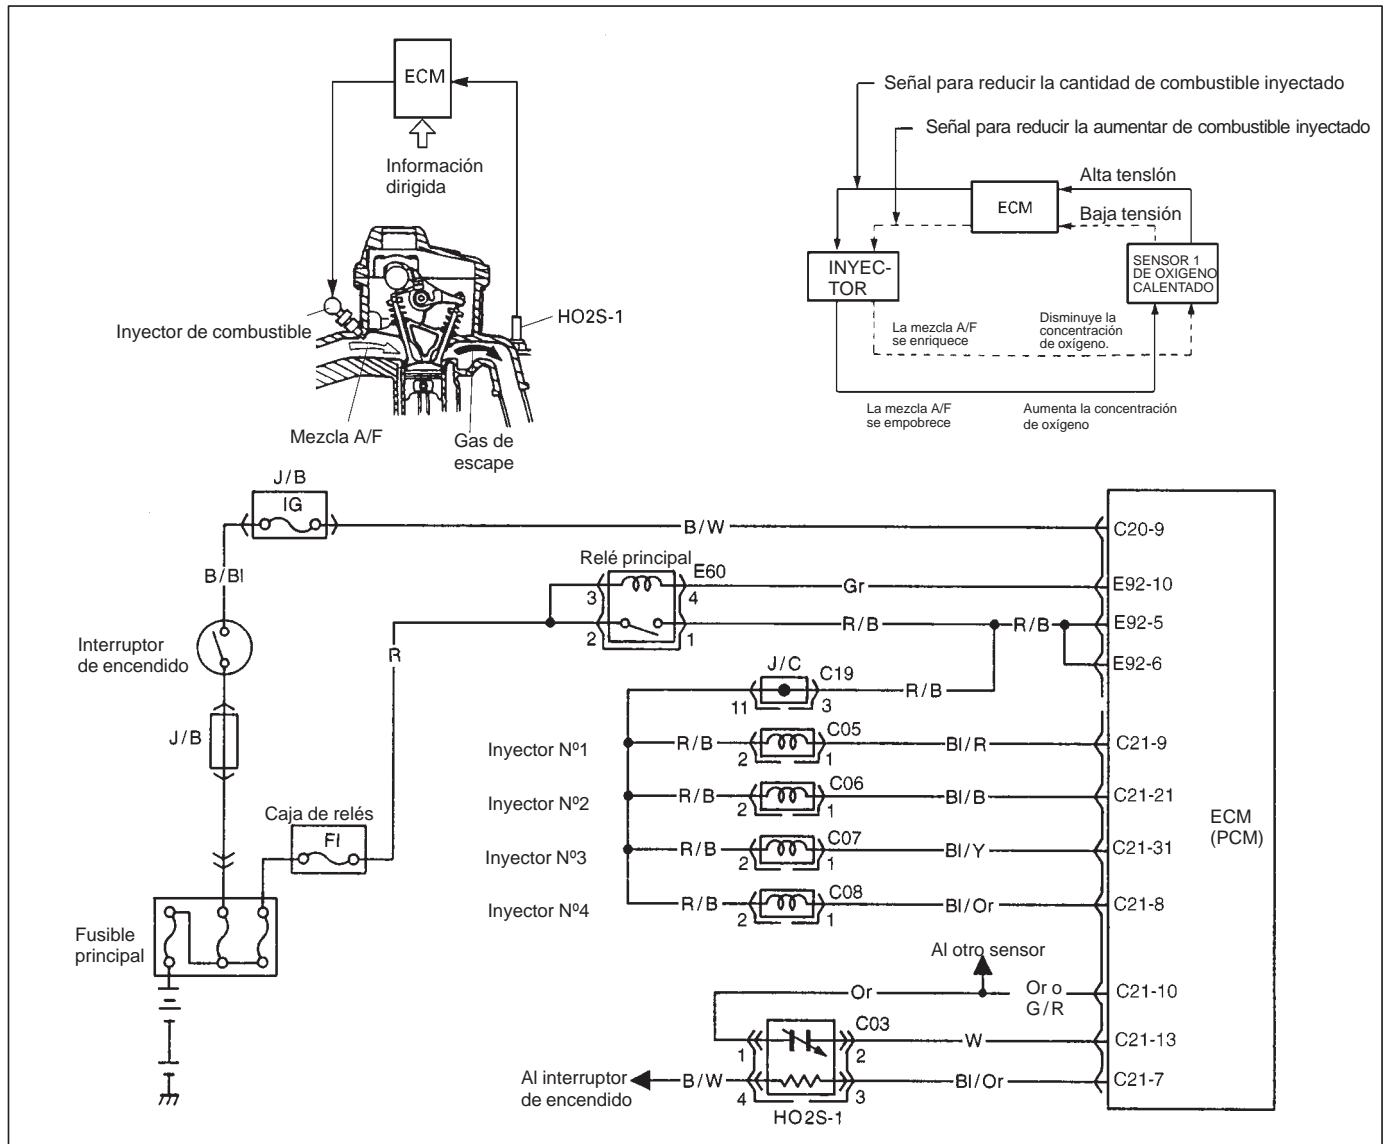 ECM
Información
dirigida
Inyector de combustible
HO2S-1
Mezcla A/F
Gas de
escape
Señal para reducir la cantidad de combustible inyectado
Señal para reducir la aumentar de combustible inyectado
ECM
Alta tenslón
Baja tensión
INYEC-
TOR
SENSOR 1
DE OXIGENO
CALENTADO
La mezcla A/F
se enriquece
Disminuye la
concentración
de oxígeno.
La mezcla A/F
se empobrece
Aumenta la concentración
de oxígeno
J/B
IG
B/W
C20-9
B/Bl
Relé principal
E60
3
4
Gr
E92-10
2
1
R/B
R/B
E92-5
E92-6
Interruptor
de encendido
R
J/B
J/C
C19
11
3
R/B
Inyector Nº1
R/B
2
C05
1
Bl/R
C21-9
Inyector Nº2
R/B
2
C06
1
Bl/B
C21-21
ECM
(PCM)
Caja de relés
FI
Inyector Nº3
R/B
2
C07
1
Bl/Y
C21-31
Inyector Nº4
R/B
2
C08
1
Bl/Or
C21-8
Fusible
principal
Al otro sensor
Or
Or o
G/R
C21-10
C03
1
2
W
C21-13
Al interruptor
de encendido
B/W
4
3
Bl/Or
C21-7
HO2S-1